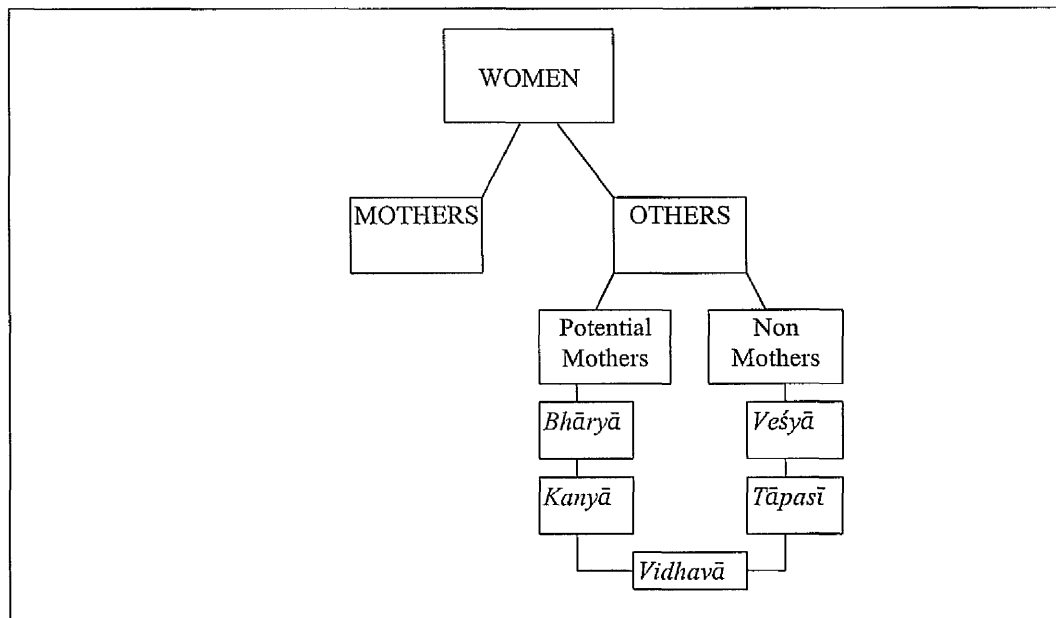 WOMEN
MOTHERS
OTHERS
Potential
Mothers
Non
Mothers
Bhāryā
Veśyā
Kanyā
Tāpasī
Vidhavā